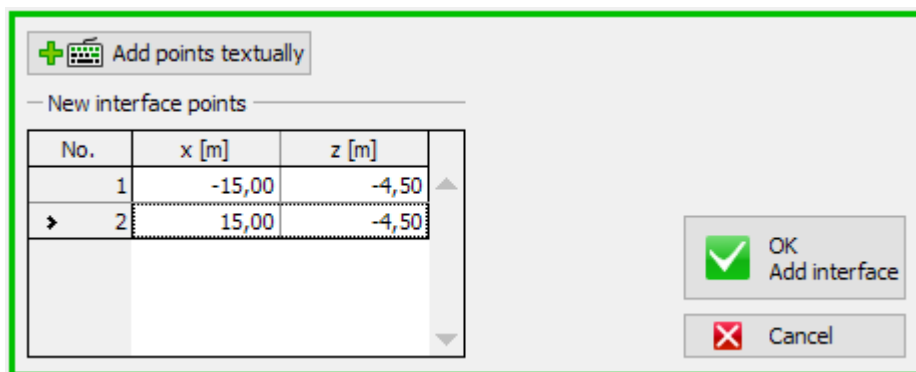 Add points textually
New interface points
No. x [m] z [m]
1 -15,00 -4,50
2 15,00 -4,50
OK
Add interface
Cancel